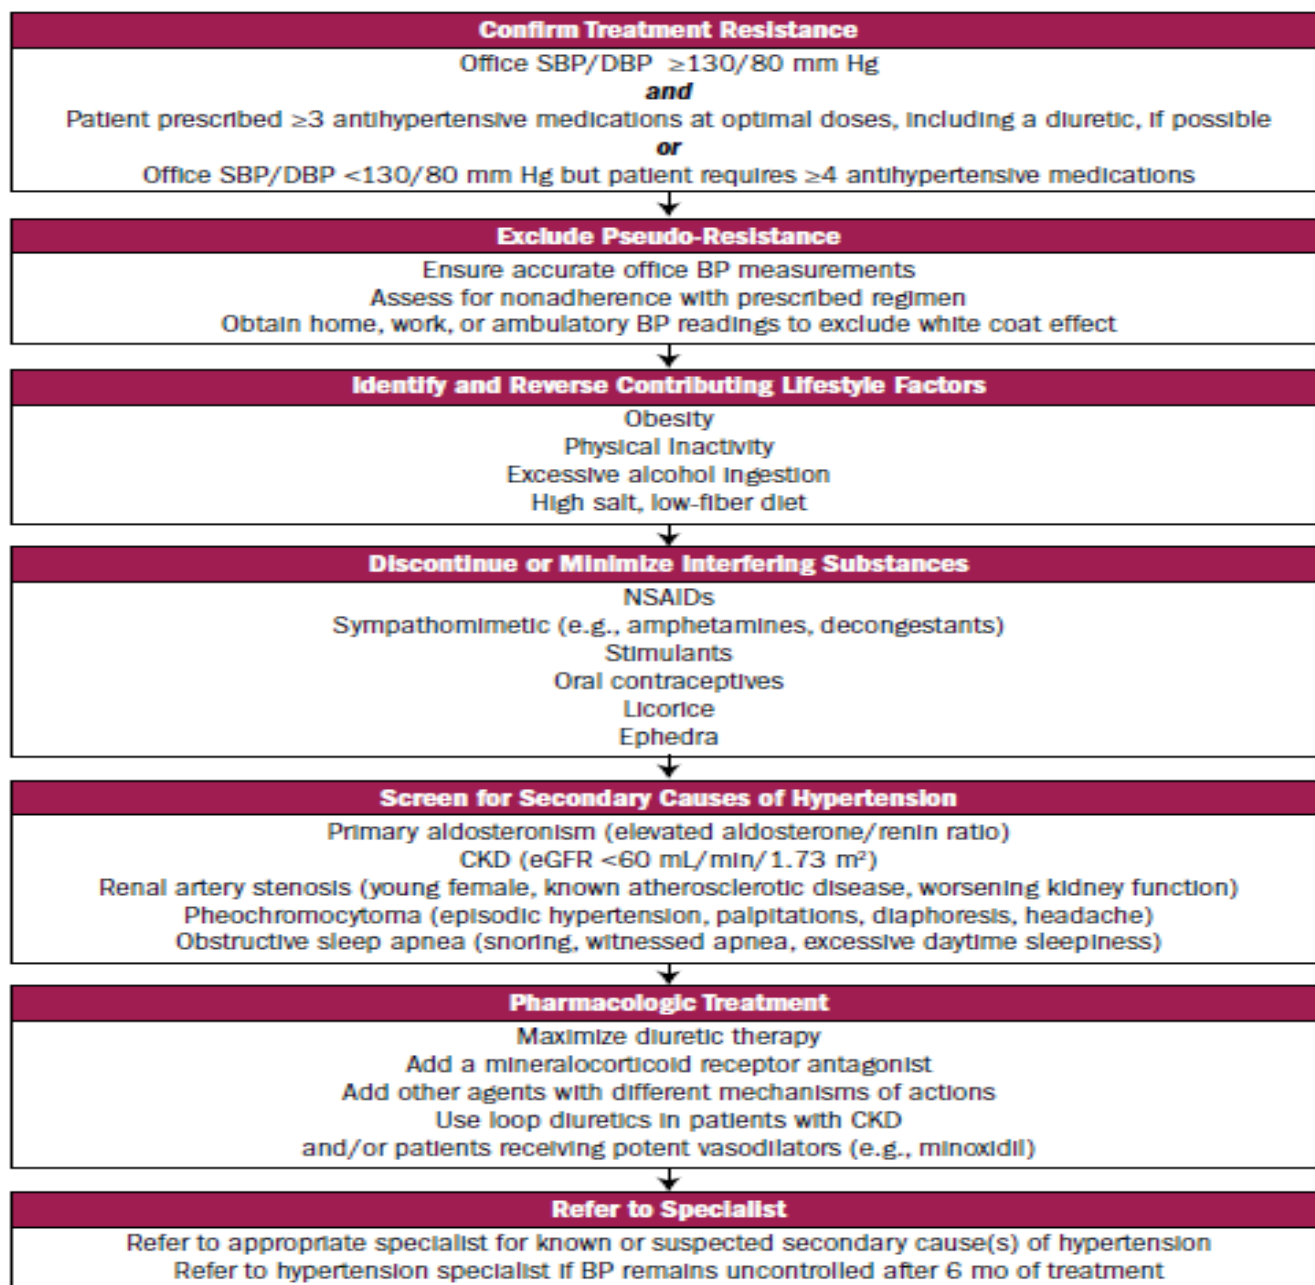 Confirm Treatment Resistance
Office SBP/DBP ≥130/80 mm Hg
and
Patient prescribed ≥3 antihypertensive medications at optimal doses, including a diuretic, if possible
or
Office SBP/DBP <130/80 mm Hg but patient requires ≥4 antihypertensive medications
Exclude Pseudo-Resistance
Ensure accurate office BP measurements
Assess for nonadherence with prescribed regimen
Obtain home, work, or ambulatory BP readings to exclude white coat effect
Identify and Reverse Contributing Lifestyle Factors
Obesity
Physical Inactivity
Excessive alcohol ingestion
High salt, low-fiber diet
Discontinue or Minimize Interfering Substances
NSAIDs
Sympathomimetic (e.g., amphetamines, decongestants)
Stimulants
Oral contraceptives
Licorice
Ephedra
Screen for Secondary Causes of Hypertension
Primary aldosteronism (elevated aldosterone/renin ratio)
CKD (eGFR <60 mL/min/1.73 m²)
Renal artery stenosis (young female, known atherosclerotic disease, worsening kidney function)
Pheochromocytoma (episodic hypertension, palpitations, diaphoresis, headache)
Obstructive sleep apnea (snoring, witnessed apnea, excessive daytime sleepiness)
Pharmacologic Treatment
Maximize diuretic therapy
Add a mineralocorticoid receptor antagonist
Add other agents with different mechanisms of actions
Use loop diuretics in patients with CKD
and/or patients receiving potent vasodilators (e.g., minoxidil)
Refer to Specialist
Refer to appropriate specialist for known or suspected secondary cause(s) of hypertension
Refer to hypertension specialist if BP remains uncontrolled after 6 mo of treatment